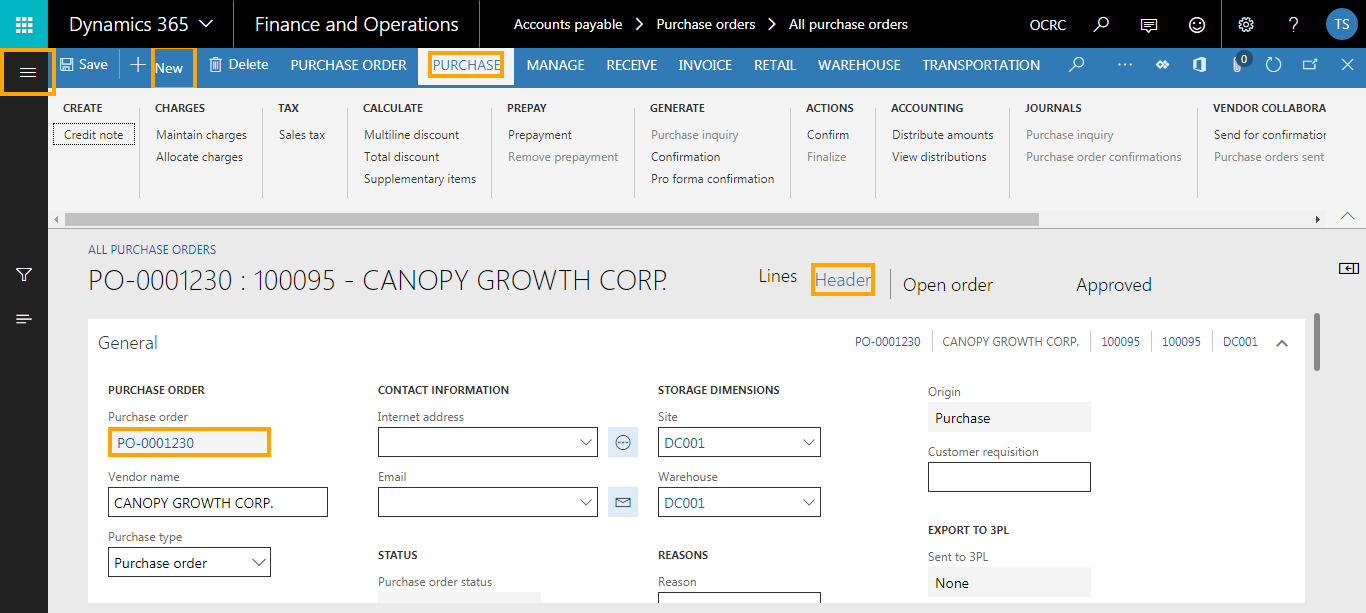 Dynamics 365 Finance and Operations Accounts payable Purchase orders All purchase orders OCRC TS
Save New Delete PURCHASE ORDER PURCHASE MANAGE RECEIVE INVOICE RETAIL WAREHOUSE TRANSPORTATION 0
CREATE CHARGES TAX CALCULATE PREPAY GENERATE ACTIONS ACCOUNTING JOURNALS VENDOR COLLABORA
Credit note Maintain charges Sales tax Multiline discount Prepayment Purchase inquiry Confirm Distribute amounts Purchase inquiry Send for confirmation
Allocate charges Total discount Remove prepayment Confirmation Finalize View distributions Purchase order confirmations Purchase orders sent
Supplementary items Pro forma confirmation
ALL PURCHASE ORDERS
PO-0001230 : 100095 - CANOPY GROWTH CORP. Lines Header Open order Approved
General PO-0001230 CANOPY GROWTH CORP. 100095 100095 DC001
PURCHASE ORDER CONTACT INFORMATION STORAGE DIMENSIONS Origin
Purchase order Internet address Site Purchase
PO-0001230 DC001 Customer requisition
Vendor name Email Warehouse
CANOPY GROWTH CORP. DC001
Purchase type EXPORT TO 3PL
Purchase order STATUS REASONS Sent to 3PL
Purchase order status Reason None